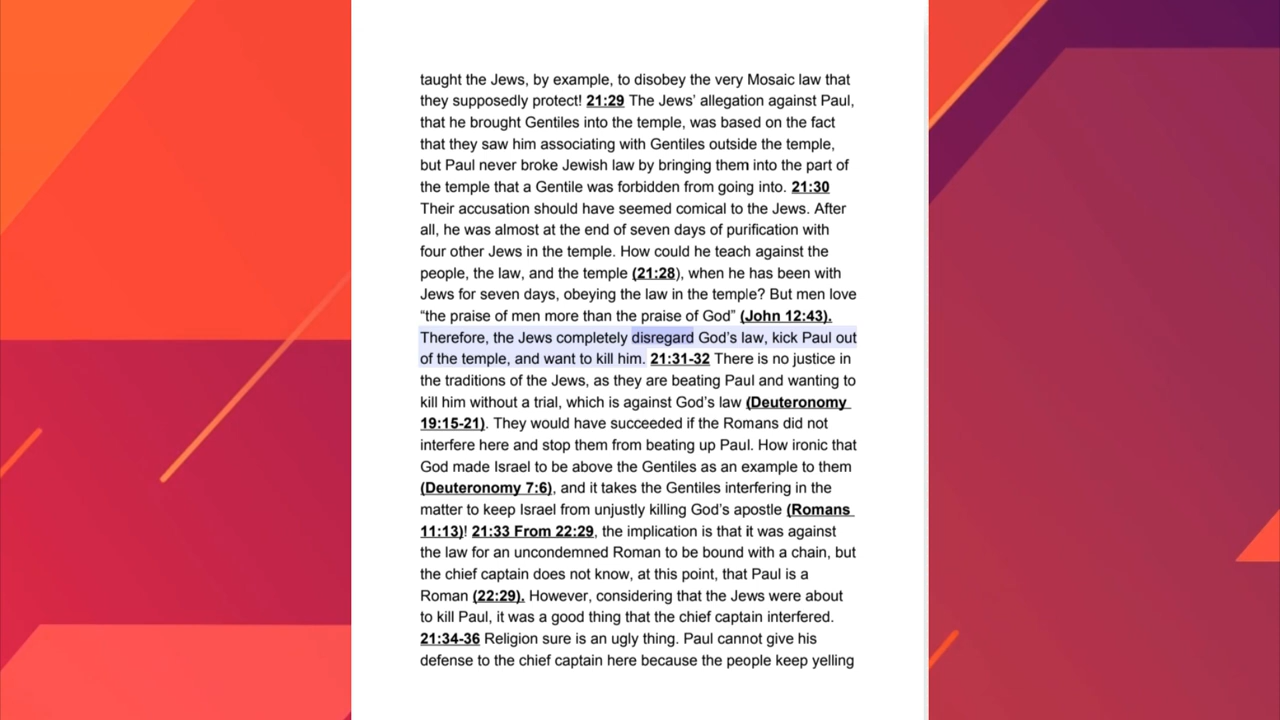 taught the Jews, by example, to disobey the very Mosaic law that
they supposedly protect! 21:29 The Jews’ allegation against Paul,
that he brought Gentiles into the temple, was based on the fact
that they saw him associating with Gentiles outside the temple,
but Paul never broke Jewish law by bringing them into the part of
the temple that a Gentile was forbidden from going into. 21:30
Their accusation should have seemed comical to the Jews. After
all, he was almost at the end of seven days of purification with
four other Jews in the temple. How could he teach against the
people, the law, and the temple (21:28), when he has been with
Jews for seven days, obeying the law in the temple? But men love
“the praise of men more than the praise of God” (John 12:43).
Therefore, the Jews completely disregard God’s law, kick Paul out
of the temple, and want to kill him. 21:31-32 There is no justice in
the traditions of the Jews, as they are beating Paul and wanting to
kill him without a trial, which is against God’s law (Deuteronomy
19:15-21). They would have succeeded if the Romans did not
interfere here and stop them from beating up Paul. How ironic that
God made Israel to be above the Gentiles as an example to them
(Deuteronomy 7:6), and it takes the Gentiles interfering in the
matter to keep Israel from unjustly killing God’s apostle (Romans
11:13)! 21:33 From 22:29, the implication is that it was against
the law for an uncondemned Roman to be bound with a chain, but
the chief captain does not know, at this point, that Paul is a
Roman (22:29). However, considering that the Jews were about
to kill Paul, it was a good thing that the chief captain interfered.
21:34-36 Religion sure is an ugly thing. Paul cannot give his
defense to the chief captain here because the people keep yelling